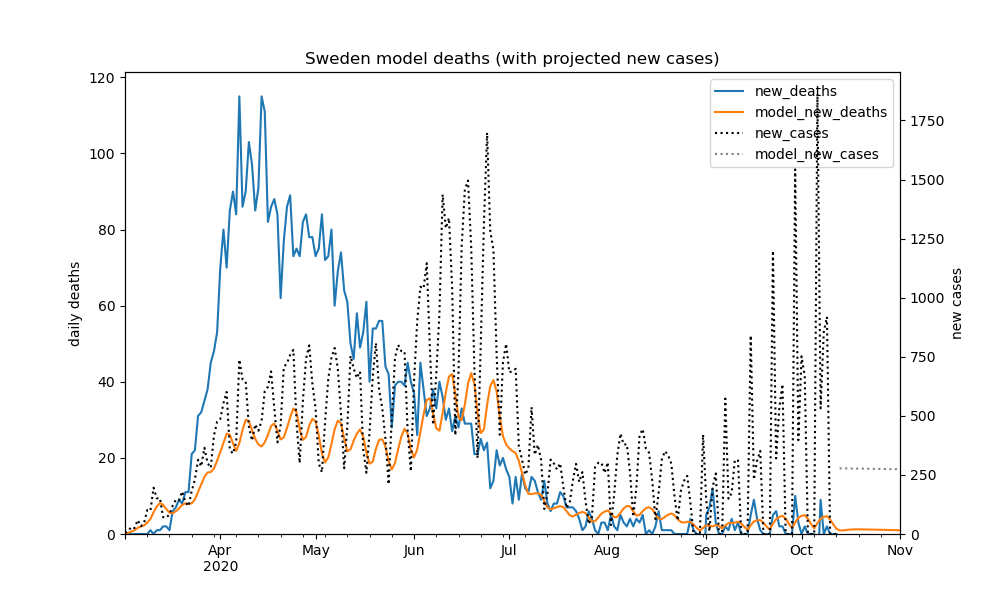 Sweden model deaths (with projected new cases)
120
100
80
60
40
20
0
daily deaths
new_deaths
model_new_deaths
new_cases
model_new_cases
1750
1500
1250
1000
750
500
250
0
new cases
Apr
2020
May
Jun
Jul
Aug
Sep
Oct
Nov